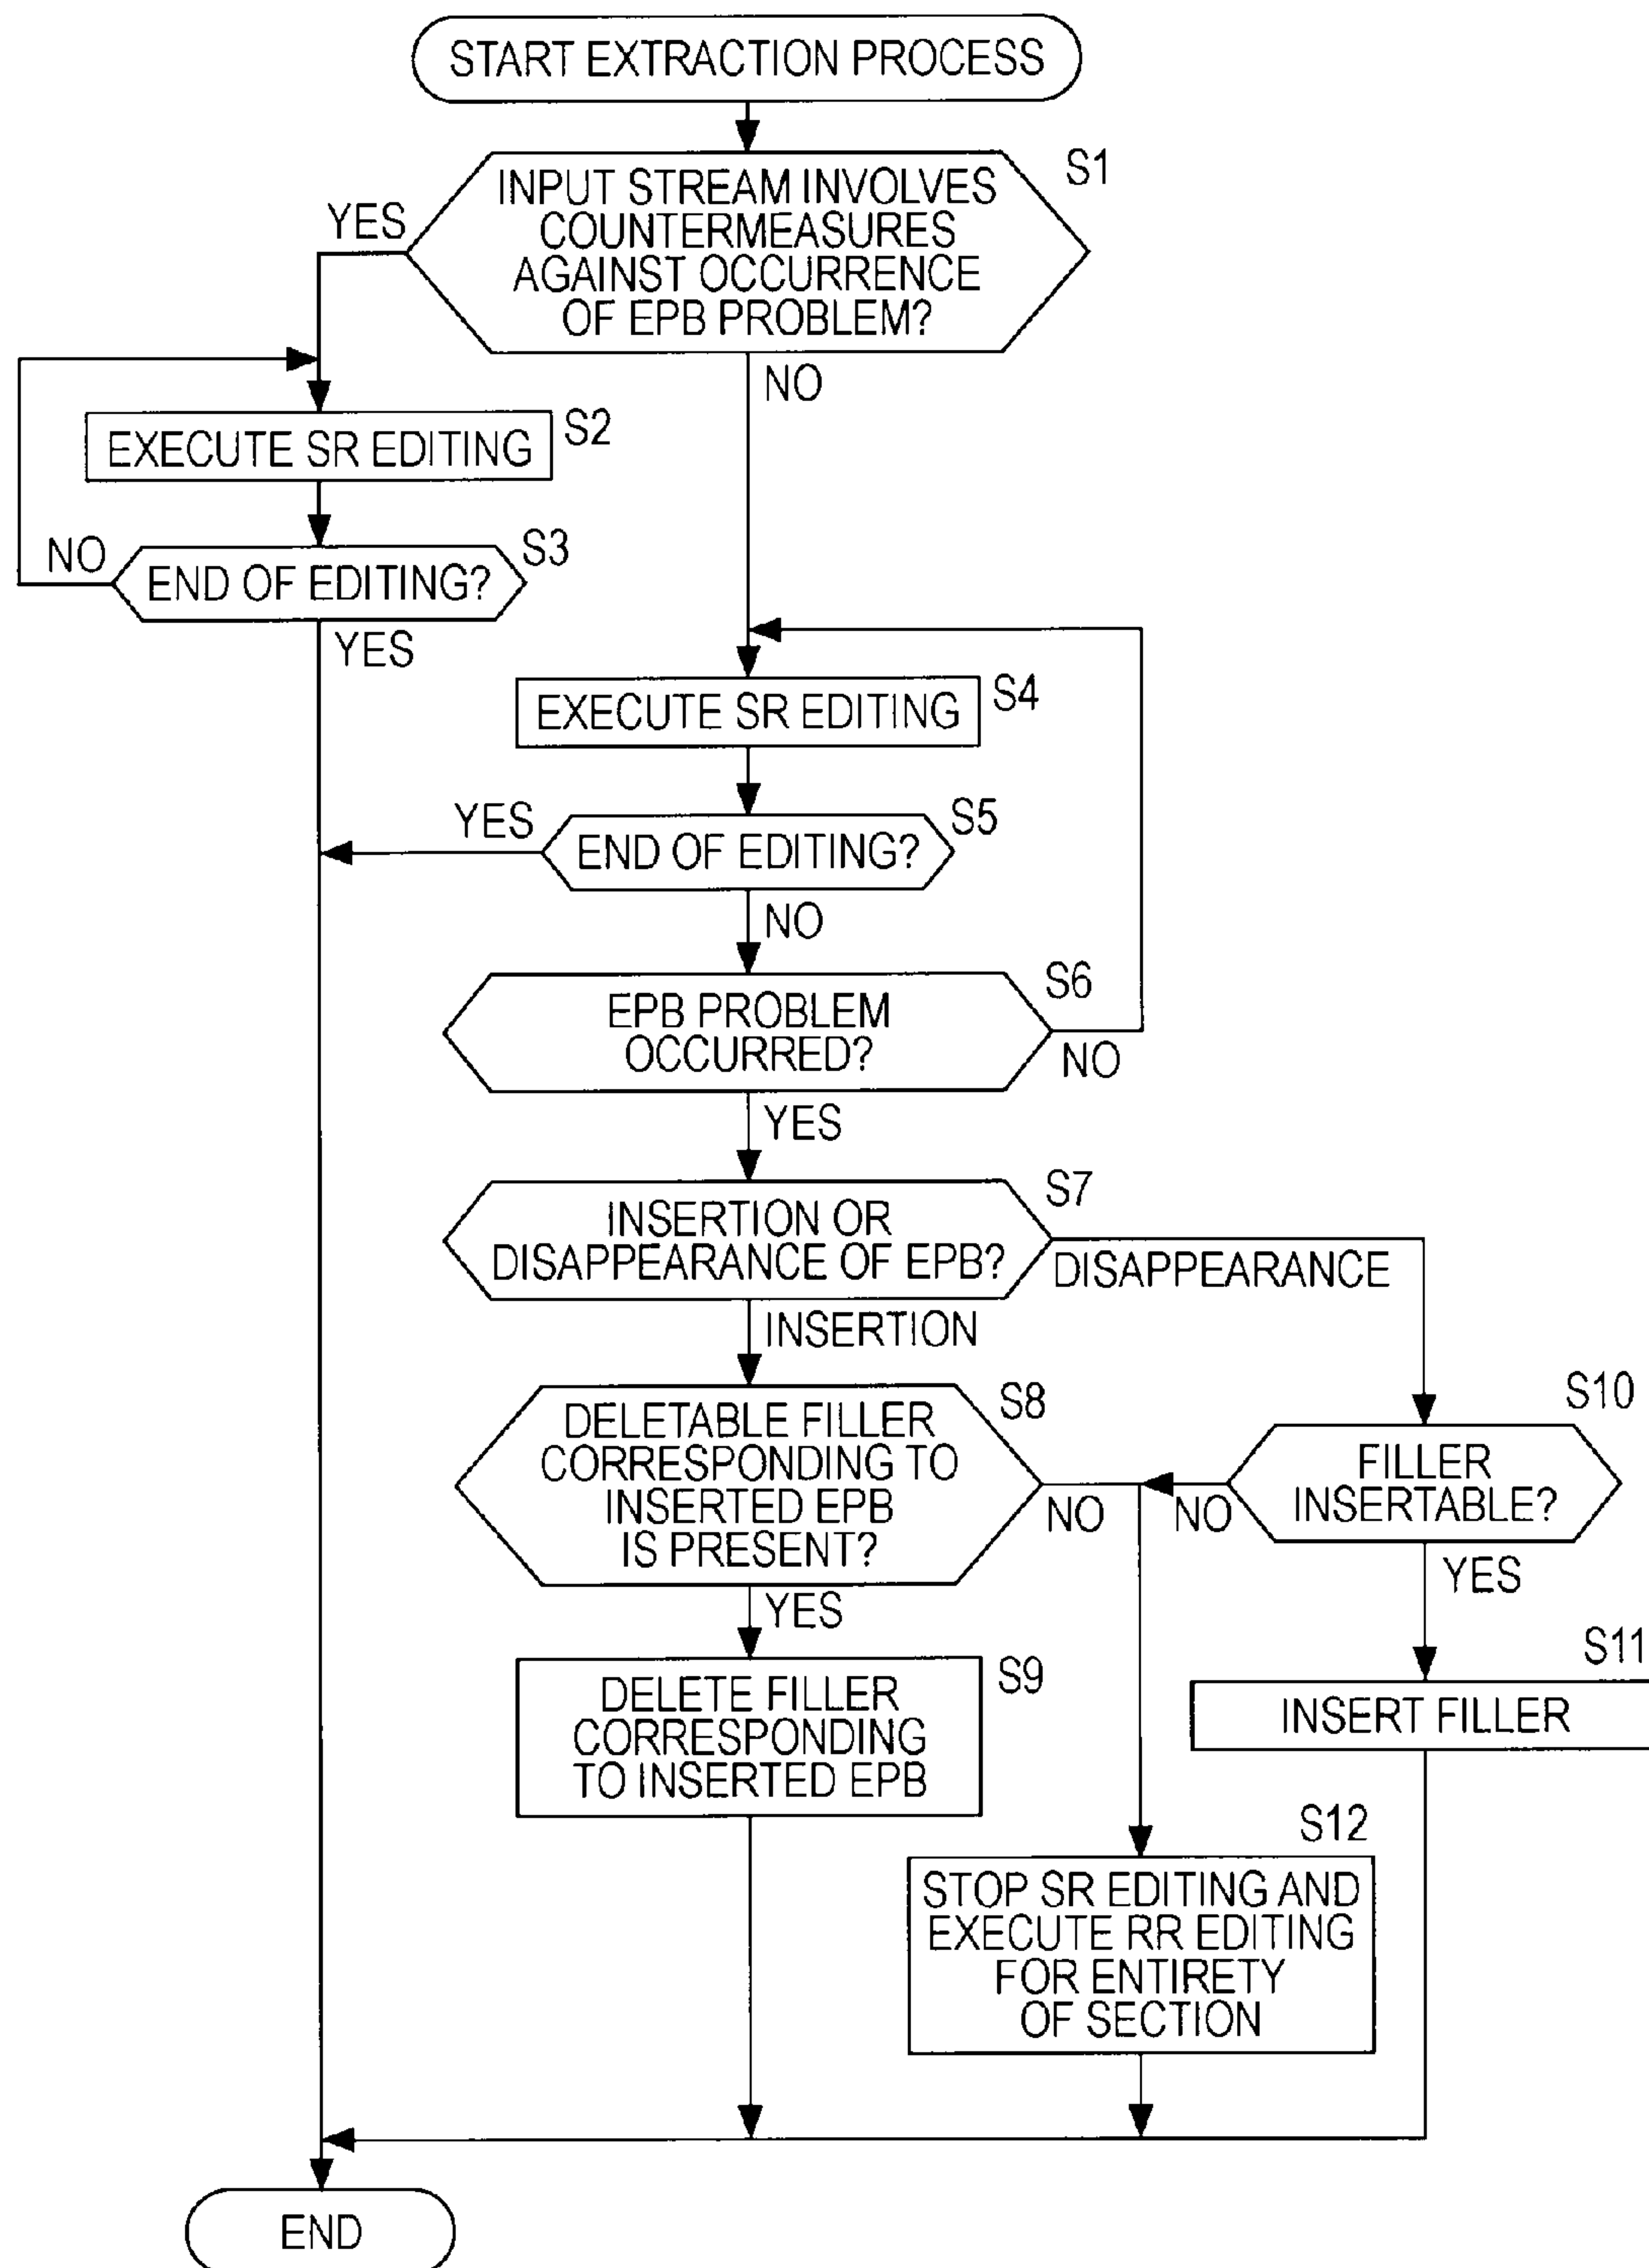 START EXTRACTION PROCESS
S1
INPUT STREAM INVOLVES
COUNTERMEASURES
AGAINST OCCURRENCE
OF EPB PROBLEM?
YES
NO
S2
EXECUTE SR EDITING
S3
NO
END OF EDITING?
YES
S4
EXECUTE SR EDITING
S5
YES
END OF EDITING?
NO
S6
EPB PROBLEM
OCCURRED?
NO
YES
S7
INSERTION OR
DISAPPEARANCE OF EPB?
DISAPPEARANCE
INSERTION
S8
DELETABLE FILLER
CORRESPONDING TO
INSERTED EPB
IS PRESENT?
NO
YES
S10
FILLER
INSERTABLE?
NO
YES
S9
DELETE FILLER
CORRESPONDING
TO INSERTED EPB
S11
INSERT FILLER
S12
STOP SR EDITING AND
EXECUTE RR EDITING
FOR ENTIRETY
OF SECTION
END